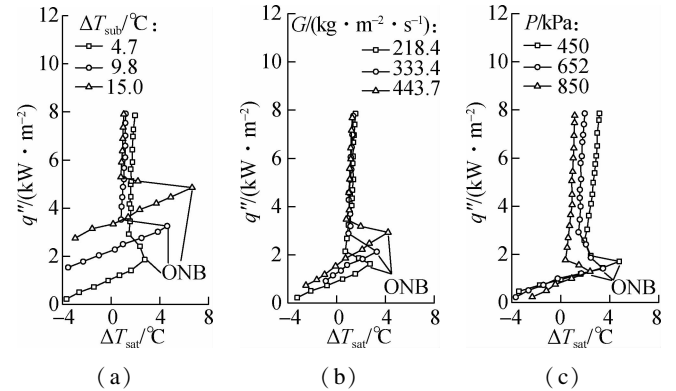 ΔT_sub/℃：
4.7
9.8
15.0
12
10
8
6
4
2
0
q″/(kW·m⁻²)
ONB
−4 0 4 8
ΔT_sat/℃
(a)
G/(kg·m⁻²·s⁻¹)
218.4
333.4
443.7
12
10
8
6
4
2
0
q″/(kW·m⁻²)
ONB
−4 0 4 8
ΔT_sat/℃
(b)
P/kPa：
450
652
850
12
10
8
6
4
2
0
q″/(kW·m⁻²)
ONB
−4 0 4 8
ΔT_sat/℃
(c)